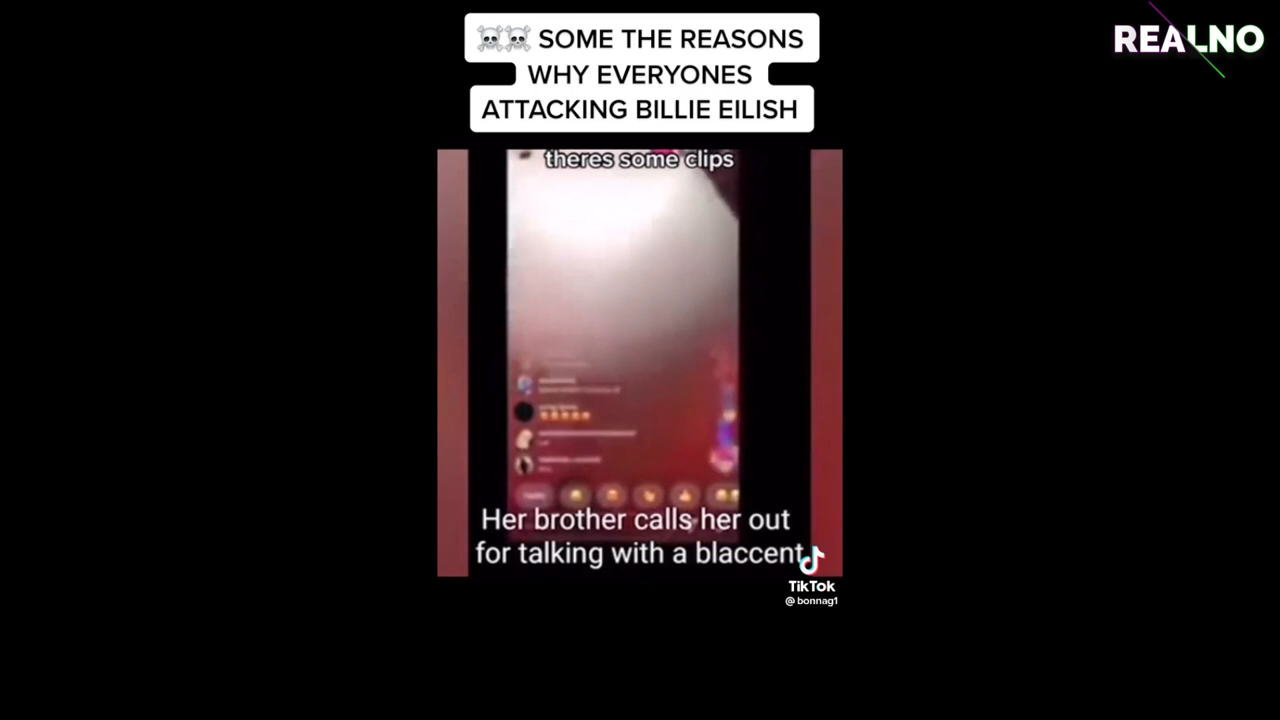 ☠️☠️ SOME THE REASONS
WHY EVERYONES
ATTACKING BILLIE EILISH
REALNO
theres some clips
Her brother calls her out
for talking with a blaccent
TikTok
@bonnag1